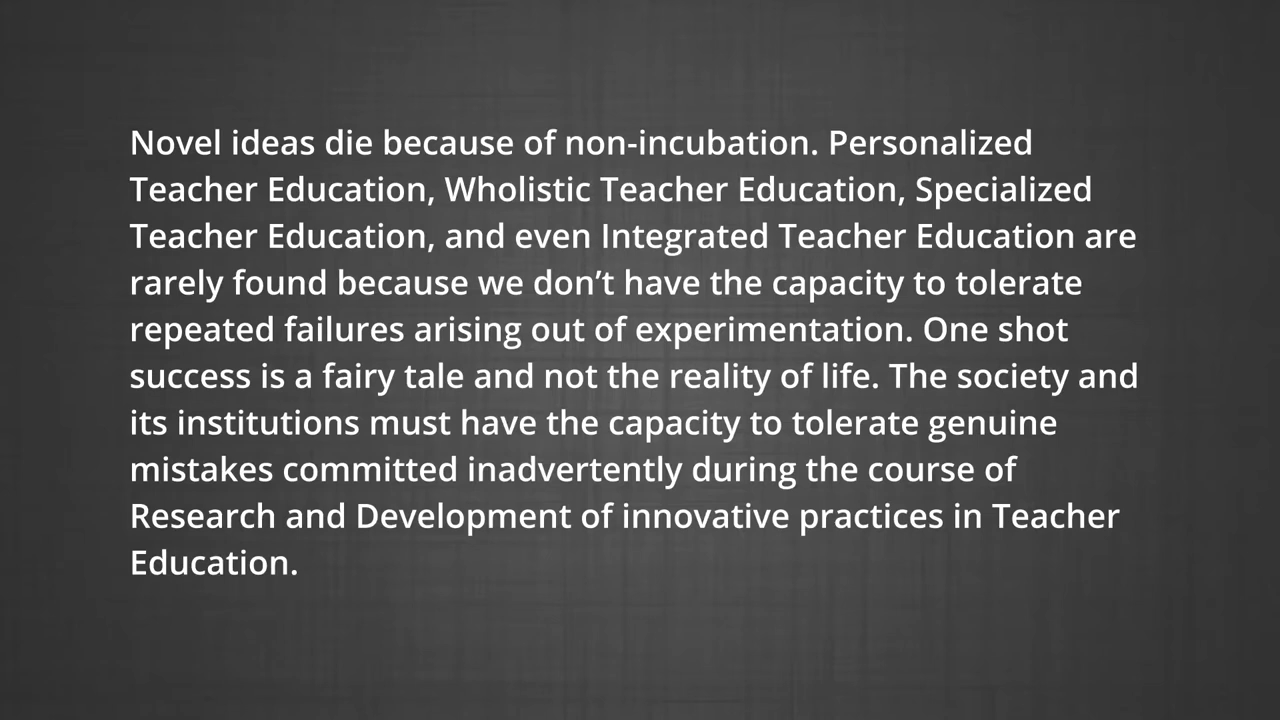 Novel ideas die because of non-incubation. Personalized
Teacher Education, Wholistic Teacher Education, Specialized
Teacher Education, and even Integrated Teacher Education are
rarely found because we don’t have the capacity to tolerate
repeated failures arising out of experimentation. One shot
success is a fairy tale and not the reality of life. The society and
its institutions must have the capacity to tolerate genuine
mistakes committed inadvertently during the course of
Research and Development of innovative practices in Teacher
Education.